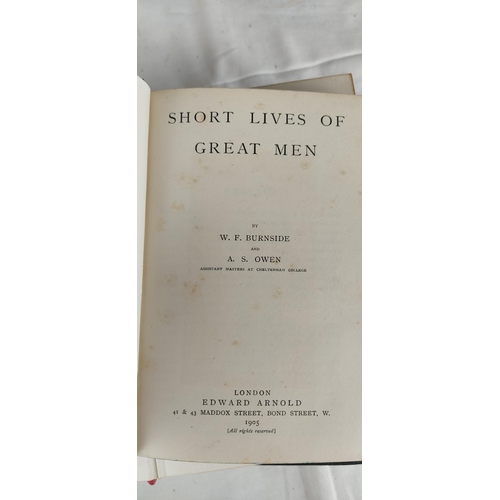 SHORT LIVES OF
GREAT MEN
BY
W. F. BURNSIDE
AND
A. S. OWEN
ASSISTANT MASTERS AT CHELTENHAM COLLEGE
LONDON
EDWARD ARNOLD
41 & 43 MADDOX STREET, BOND STREET, W.
1905
[All rights reserved]